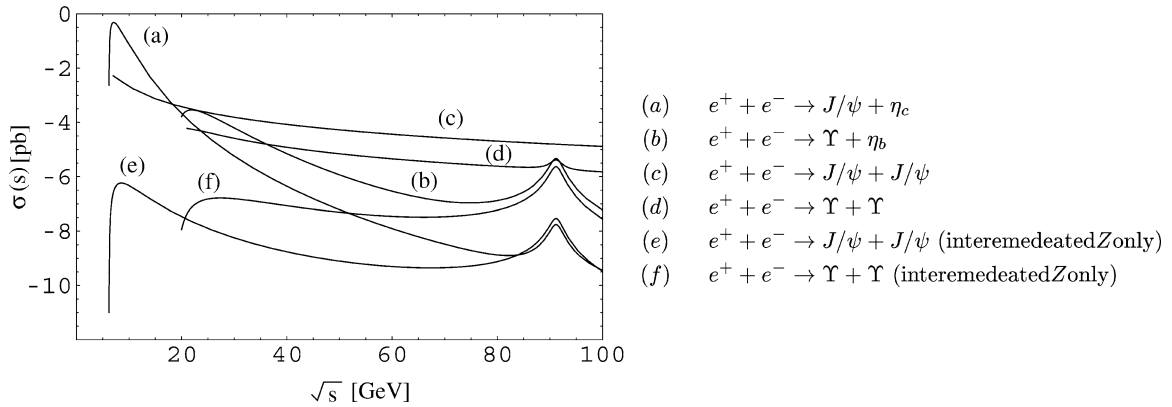 0
-2
-4
-6
-8
-10
σ(s)[pb]
(a)
(c)
(d)
(e)
(f)
(b)
20 40 60 80 100
√s [GeV]
(a) e⁺ + e⁻ → J/ψ + η_c
(b) e⁺ + e⁻ → Υ + η_b
(c) e⁺ + e⁻ → J/ψ + J/ψ
(d) e⁺ + e⁻ → Υ + Υ
(e) e⁺ + e⁻ → J/ψ + J/ψ (interemedeatedZonly)
(f) e⁺ + e⁻ → Υ + Υ (interemedeatedZonly)